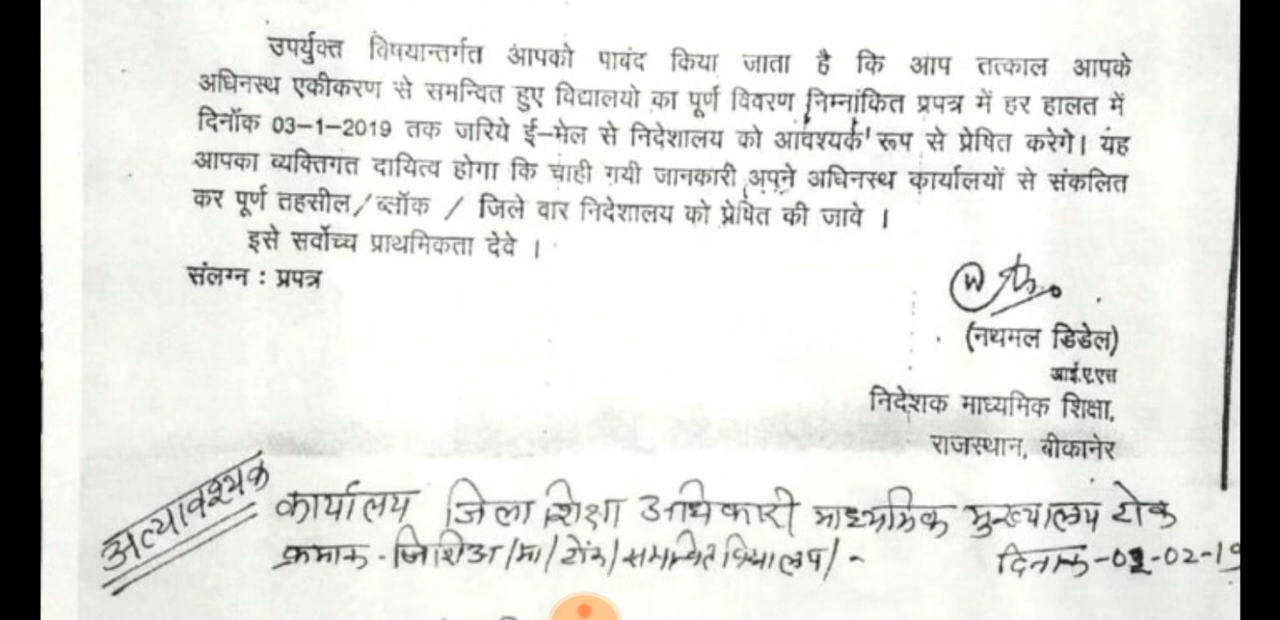 उपर्युक्त विषयान्तर्गत आपको पाबंद किया जाता है कि आप तत्काल आपके
अधिनस्थ एकीकरण से समन्वित हुए विद्यालयो का पूर्ण विवरण निम्नांकित प्रपत्र में हर हालत में
दिनॉक 03-1-2019 तक जरिये ई-मेल से निदेशालय को आवश्यक रूप से प्रेषित करेगे। यह
आपका व्यक्तिगत दायित्व होगा कि चाही गयी जानकारी अपने अधिनस्थ कार्यालयों से संकलित
कर पूर्ण तहसील/ब्लॉक / जिले वार निदेशालय को प्रेषित की जावे ।
इसे सर्वोच्च प्राथमिकता देवे ।
संलग्न : प्रपत्र
(नथमल डिडेल)
आई.ए.एस
निदेशक माध्यमिक शिक्षा,
राजस्थान, बीकानेर
अत्यावश्यक
कार्यालय जिला शिक्षा अधिकारी माध्यमिक मुख्यालय टोंक
क्रमांक - जिशिअ/मा/टोंक/समन्वित विद्यालय/- दिनांक-02-02-19